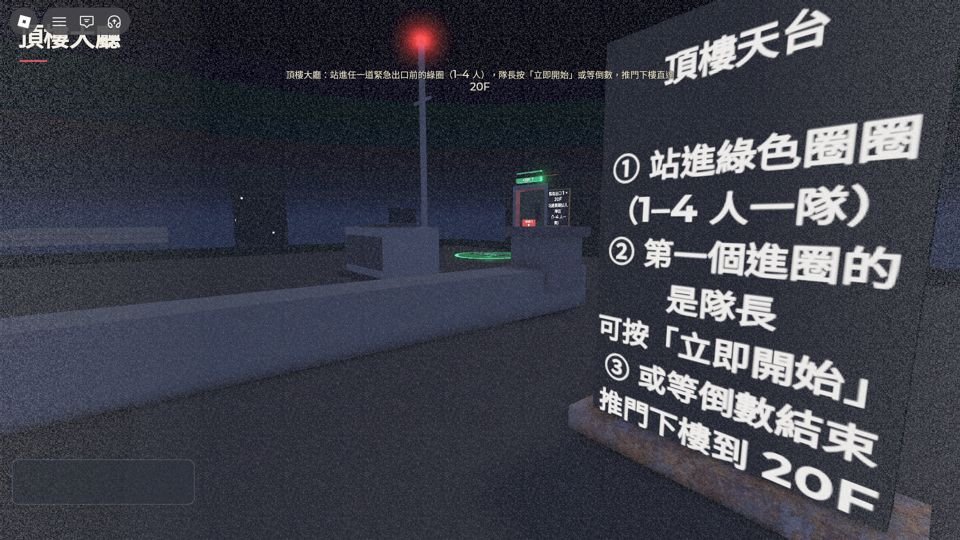 頂樓大廳
頂樓大廳：站進任一道緊急出口前的綠圈（1–4 人），隊長按「立即開始」或等倒數，推門下樓直達
20F
頂樓天台
① 站進綠色圈圈
（1–4 人一隊）
② 第一個進圈的
是隊長
可按「立即開始」
③ 或等倒數結束
推門下樓到 20F